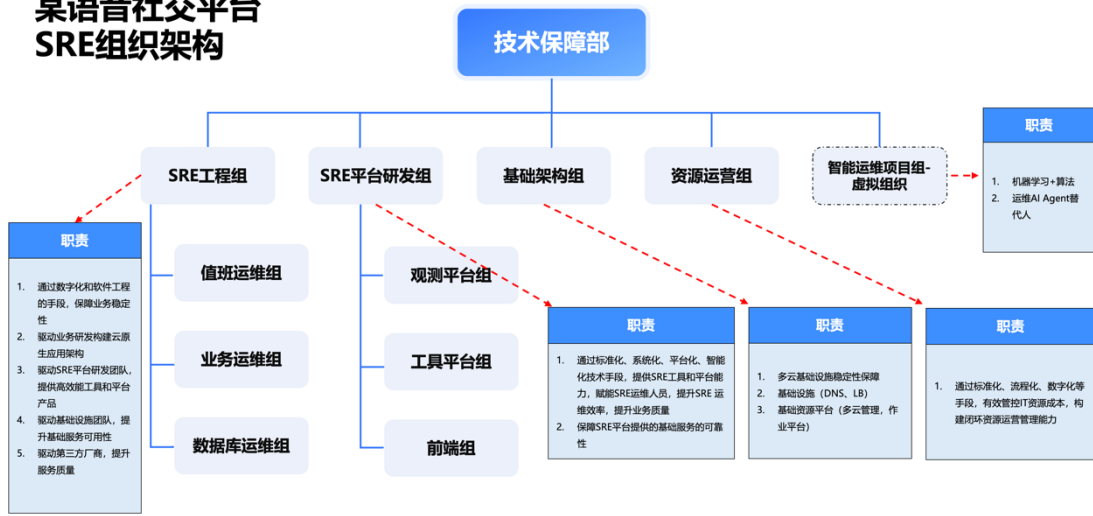 某语音社交平台
SRE组织架构
技术保障部
SRE工程组
SRE平台研发组
基础架构组
资源运营组
智能运维项目组-
虚拟组织
职责
1. 机器学习+算法
2. 运维AI Agent替
代人
职责
1. 通过数字化和软件工程
的手段，保障业务稳定
性
2. 驱动业务研发构建云原
生应用架构
3. 驱动SRE平台研发团队，
提供高效能工具和平台
产品
4. 驱动基础设施团队，提
升基础服务可用性
5. 驱动第三方厂商，提升
服务质量
值班运维组
业务运维组
数据库运维组
观测平台组
工具平台组
前端组
职责
1. 通过标准化、系统化、平台化、智能
化技术手段，提供SRE工具和平台能
力，赋能SRE运维人员，提升SRE 运
维效率，提升业务质量
2. 保障SRE平台提供的基础服务的可靠
性
职责
1. 多云基础设施稳定性保障
2. 基础设施（DNS、LB）
3. 基础资源平台（多云管理，作
业平台）
职责
1. 通过标准化、流程化、数字化等
手段，有效管控IT资源成本，构
建闭环资源运营管理能力